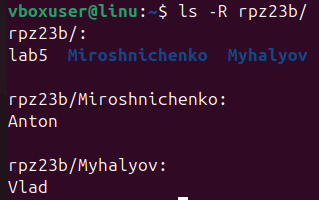 vboxuser@linu:~$ ls -R rpz23b/
rpz23b/:
lab5  Miroshnichenko  Myhalyov

rpz23b/Miroshnichenko:
Anton

rpz23b/Myhalyov:
Vlad